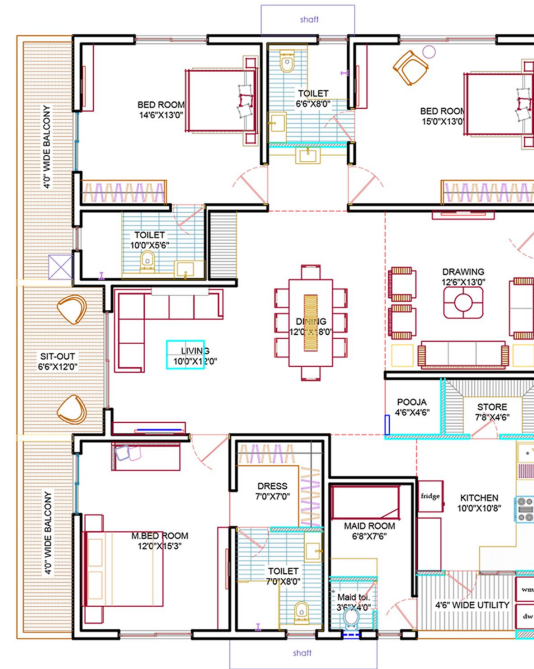 shaft
BED ROOM
14'6"X13'0"
TOILET
6'6"X8'0"
BED ROOM
15'0"X13'0"
4'0" WIDE BALCONY
TOILET
10'0"X5'6"
DRAWING
12'6"X13'0"
SIT-OUT
6'6"X12'0"
LIVING
10'0"X12'0"
DINING
12'0"X18'0"
POOJA
4'6"X4'6"
STORE
7'8"X4'6"
4'0" WIDE BALCONY
M.BED ROOM
12'0"X15'3"
DRESS
7'0"X7'0"
MAID ROOM
6'8"X7'6"
fridge
KITCHEN
10'0"X10'8"
TOILET
7'0"X8'0"
Maid toi.
3'6"X4'0"
4'6" WIDE UTILITY
wm
dw
shaft